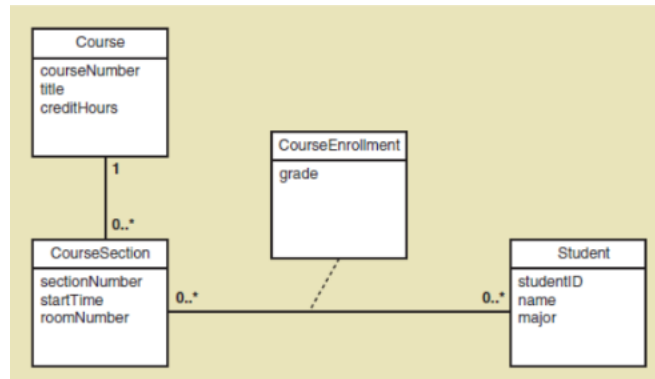 Course
courseNumber
title
creditHours
1
0..*
CourseEnrollment
grade
CourseSection
sectionNumber
startTime
roomNumber
0..*
0..*
Student
studentID
name
major